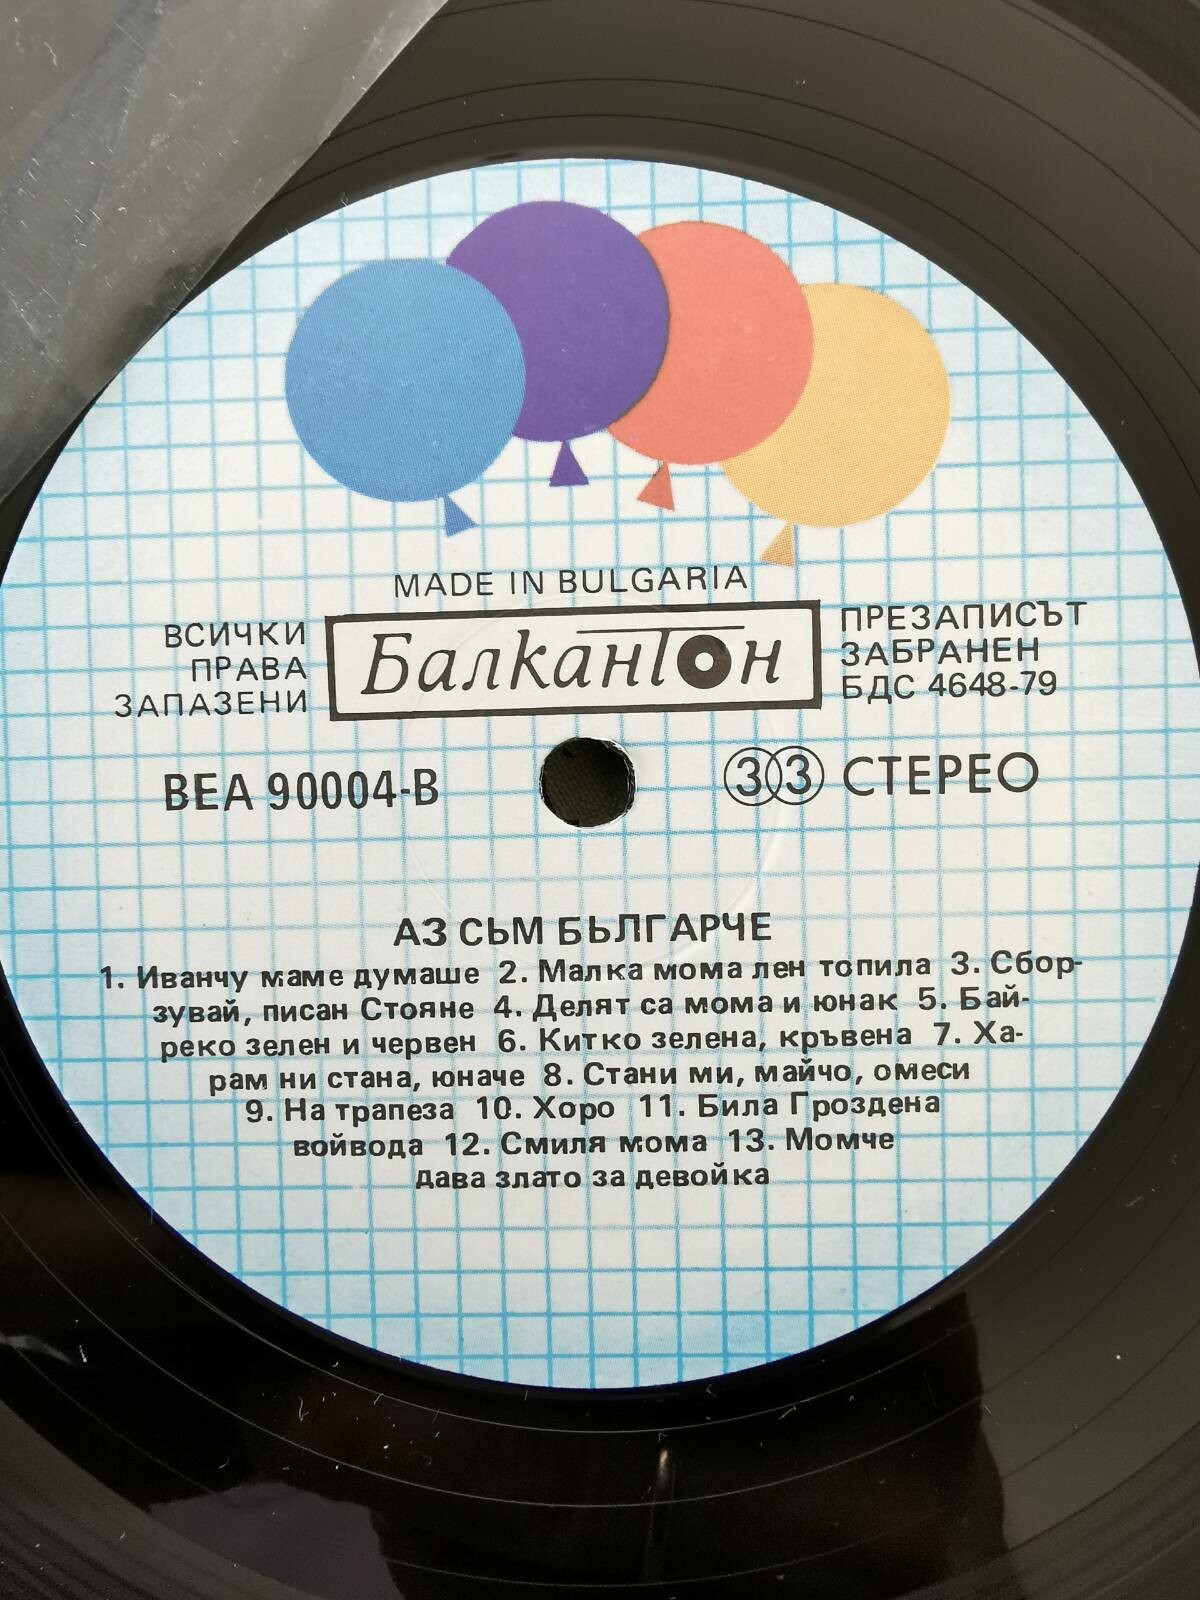 MADE IN BULGARIA
ВСИЧКИ
ПРАВА
ЗАПАЗЕНИ
Балкантон
ПРЕЗАПИСЪТ
ЗАБРАНЕН
БДС 4648-79
ВЕА 90004-В
33 СТЕРЕО
АЗ СЪМ БЪЛГАРЧЕ
1. Иванчу маме думаше 2. Малка мома лен топила 3. Сбор-
зувай, писан Стояне 4. Делят са мома и юнак 5. Бай-
реко зелен и червен 6. Китко зелена, кръвена 7. Ха-
рам ни стана, юначе 8. Стани ми, майчо, омеси
9. На трапеза 10. Хоро 11. Била Гроздена
войвода 12. Смиля мома 13. Момче
дава злато за девойка